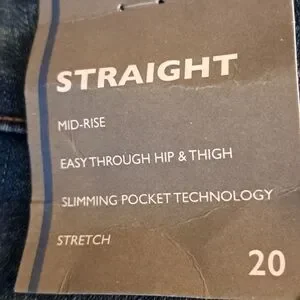 STRAIGHT
MID-RISE
EASY THROUGH HIP & THIGH
SLIMMING POCKET TECHNOLOGY
STRETCH
20